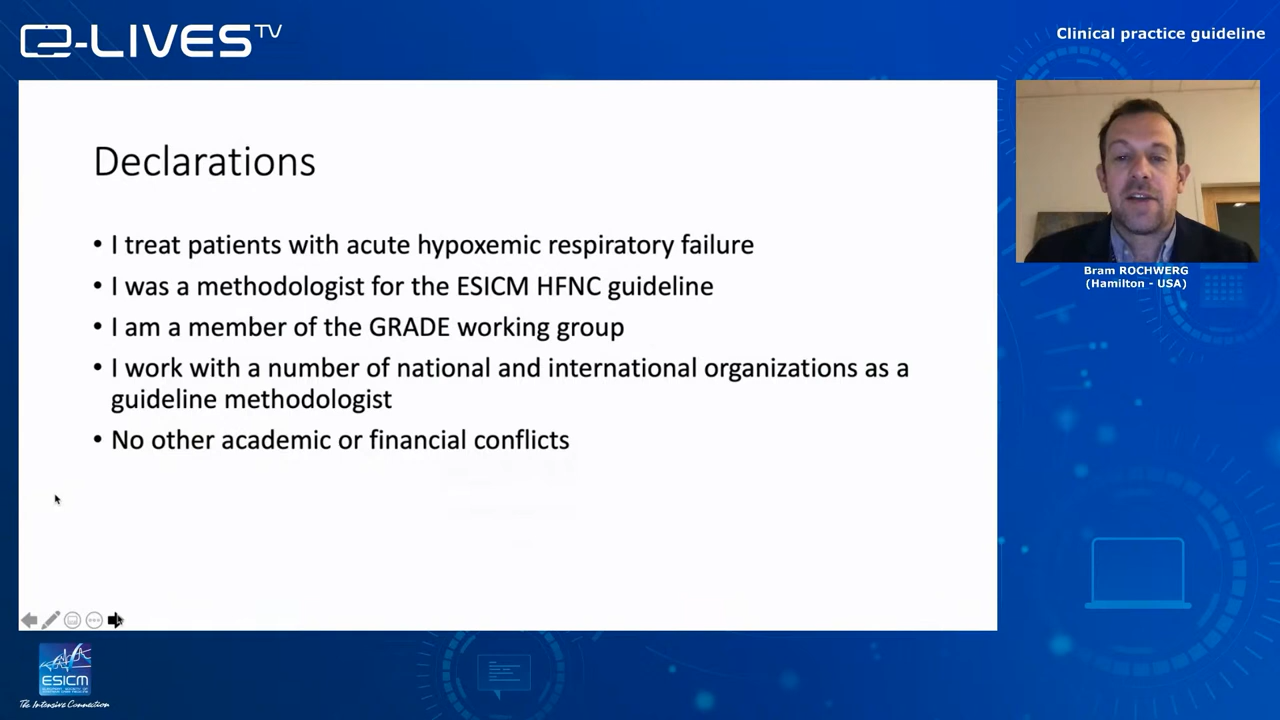 e-LIVES TV
Clinical practice guideline
Declarations
• I treat patients with acute hypoxemic respiratory failure
• I was a methodologist for the ESICM HFNC guideline
• I am a member of the GRADE working group
• I work with a number of national and international organizations as a
guideline methodologist
• No other academic or financial conflicts
Bram ROCHWERG
(Hamilton - USA)
ESICM
The Intensive Connection